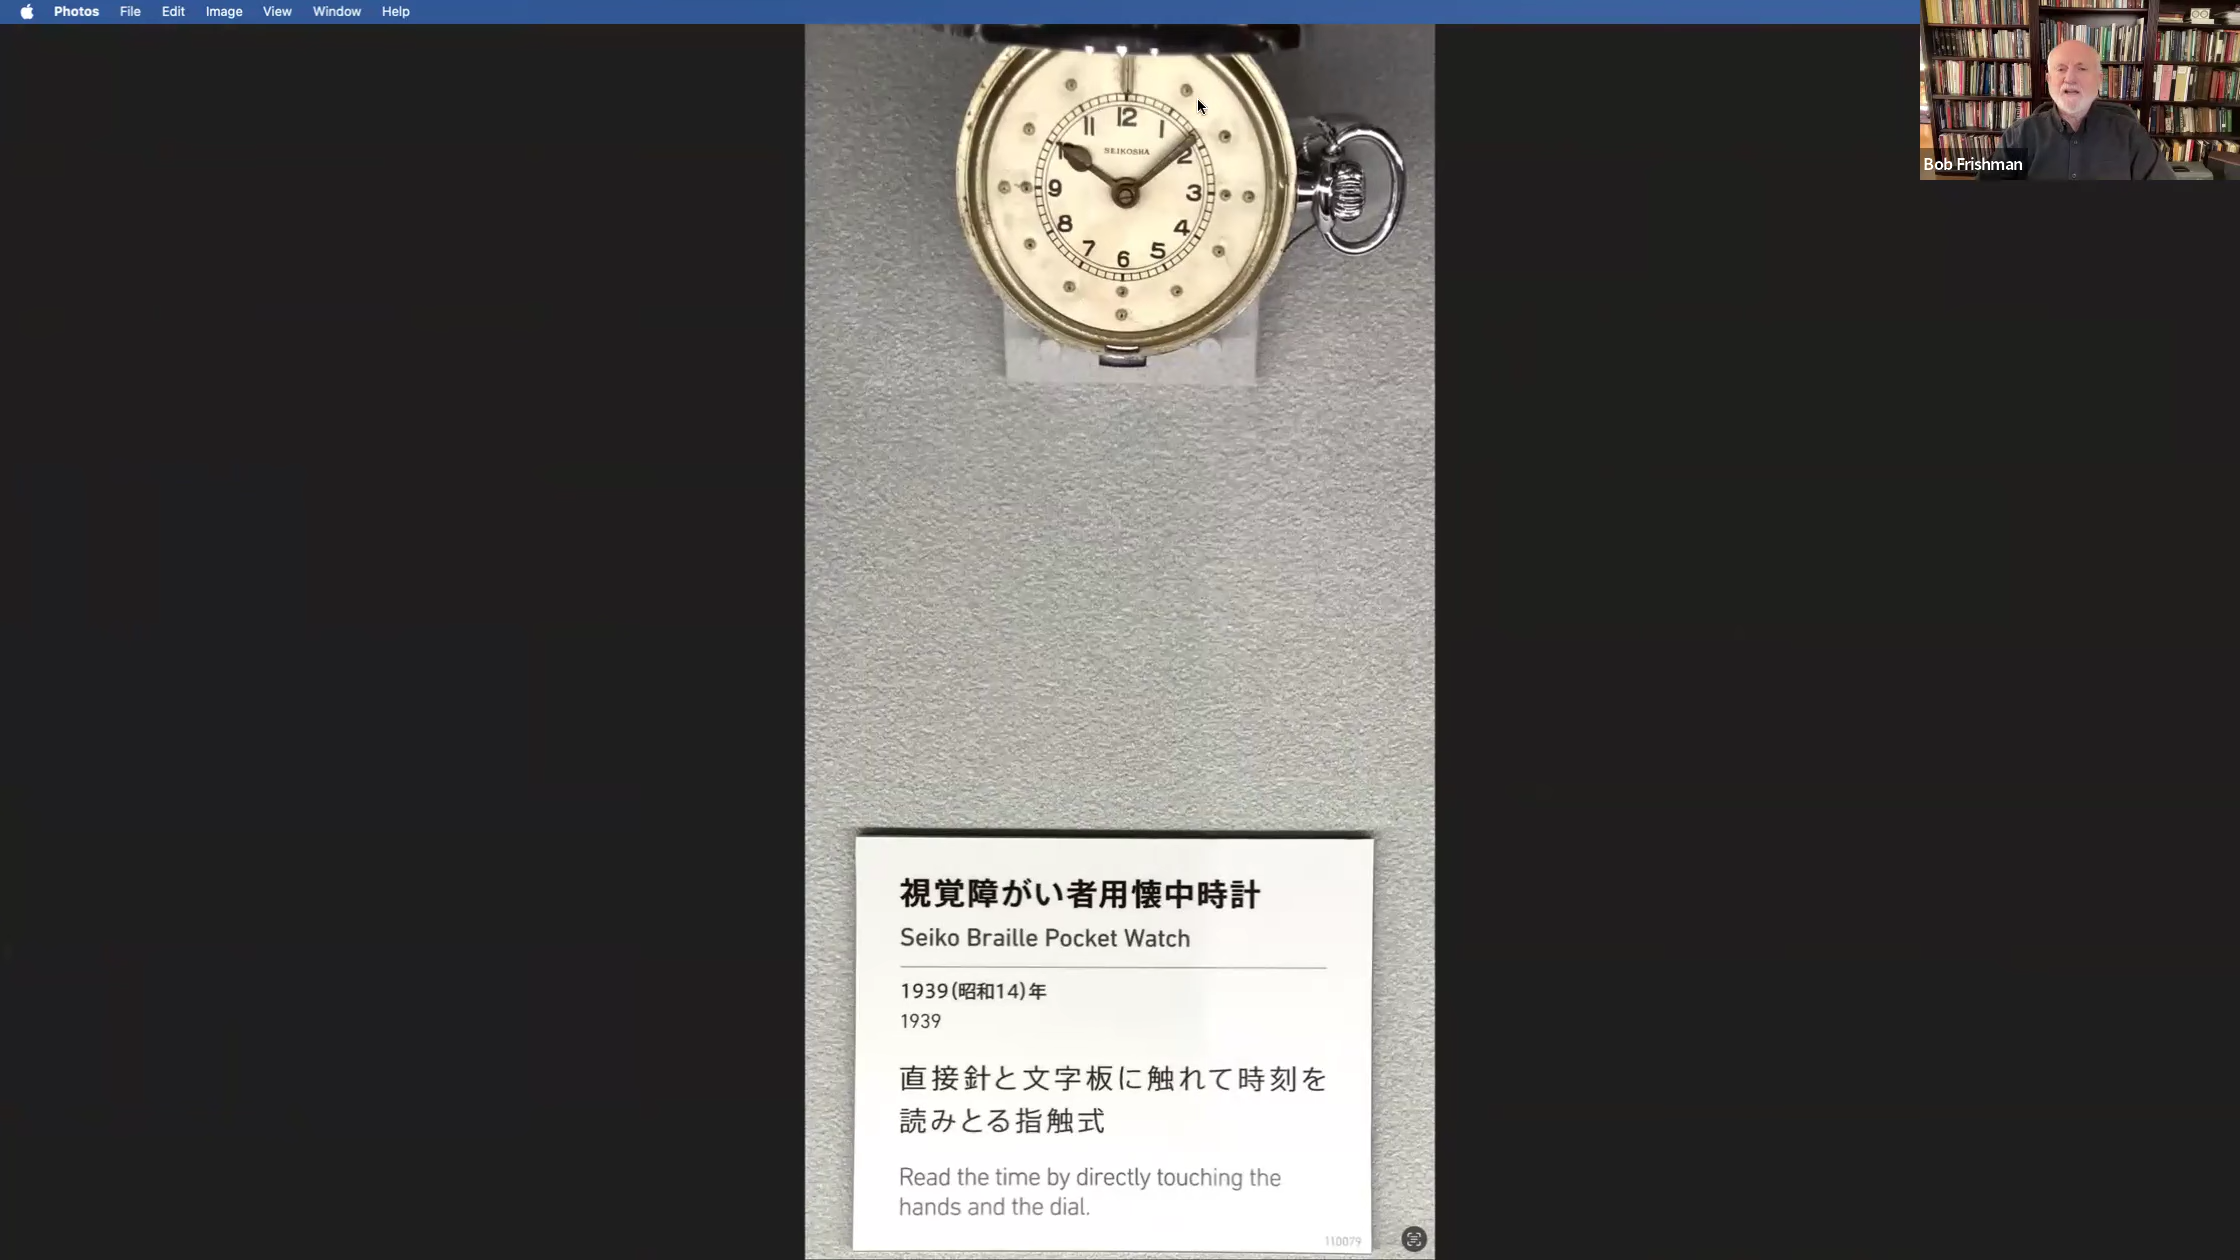 Photos File Edit Image View Window Help
Bob Frishman
12
11 1
SEIKOSHA
2
9 3
8 4
7 5
6
視覚障がい者用懐中時計
Seiko Braille Pocket Watch
1939(昭和14)年
1939
直接針と文字板に触れて時刻を
読みとる指触式
Read the time by directly touching the
hands and the dial.
110079